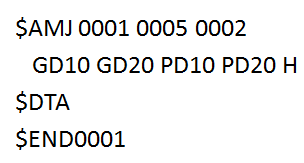 $AMJ 0001 0005 0002
GD10 GD20 PD10 PD20 H
$DTA
$END0001